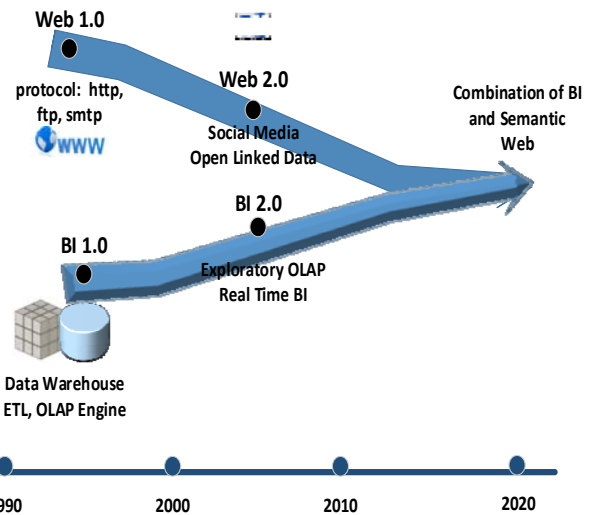 Web 1.0
protocol: http,
ftp, smtp
WWW
Web 2.0
Social Media
Open Linked Data
Combination of BI
and Semantic
Web
BI 1.0
BI 2.0
Exploratory OLAP
Real Time BI
Data Warehouse
ETL, OLAP Engine
990
2000
2010
2020